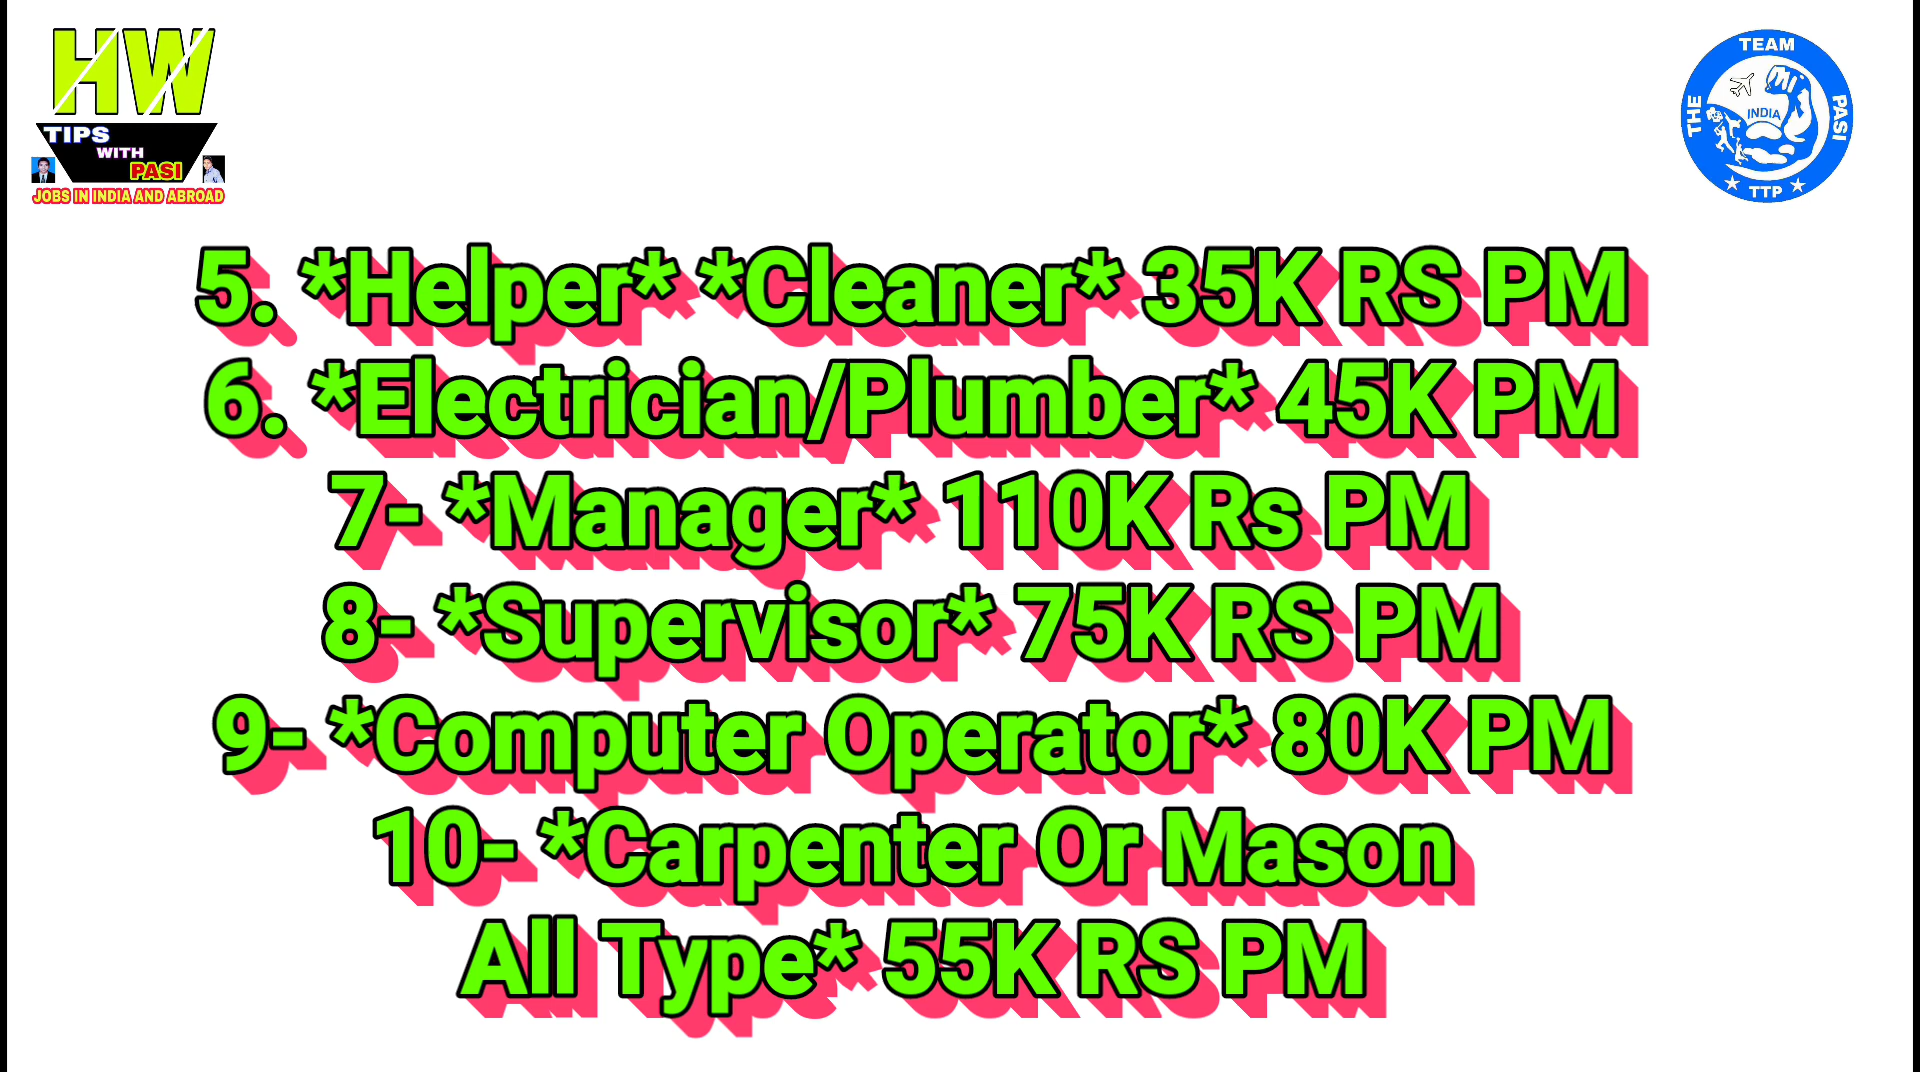 HW
TIPS
WITH
PASI
JOBS IN INDIA AND ABROAD
TEAM
THE
PASI
INDIA
TTP
5. *Helper* *Cleaner* 35K RS PM
6. *Electrician/Plumber* 45K PM
7- *Manager* 110K Rs PM
8- *Supervisor* 75K RS PM
9- *Computer Operator* 80K PM
10- *Carpenter Or Mason
All Type* 55K RS PM